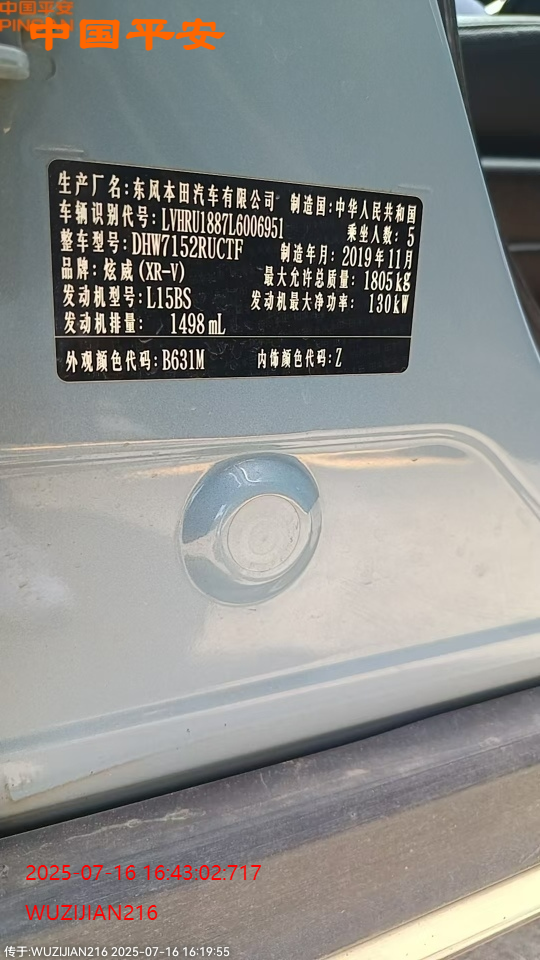 中国平安
中国平安
生产厂名:东风本田汽车有限公司 制造国:中华人民共和国
车辆识别代号:LVHRU1887L6006951 乘坐人数:5
整车型号:DHW7152RUCTF 制造年月:2019年11月
品牌:炫威(XR-V) 最大允许总质量:1805kg
发动机型号:L15BS 发动机最大净功率:130kW
发动机排量:1498mL
外观颜色代码:B631M 内饰颜色代码:Z
2025-07-16 16:43:02:717
WUZIJIAN216
传于:WUZIJIAN216 2025-07-16 16:19:55